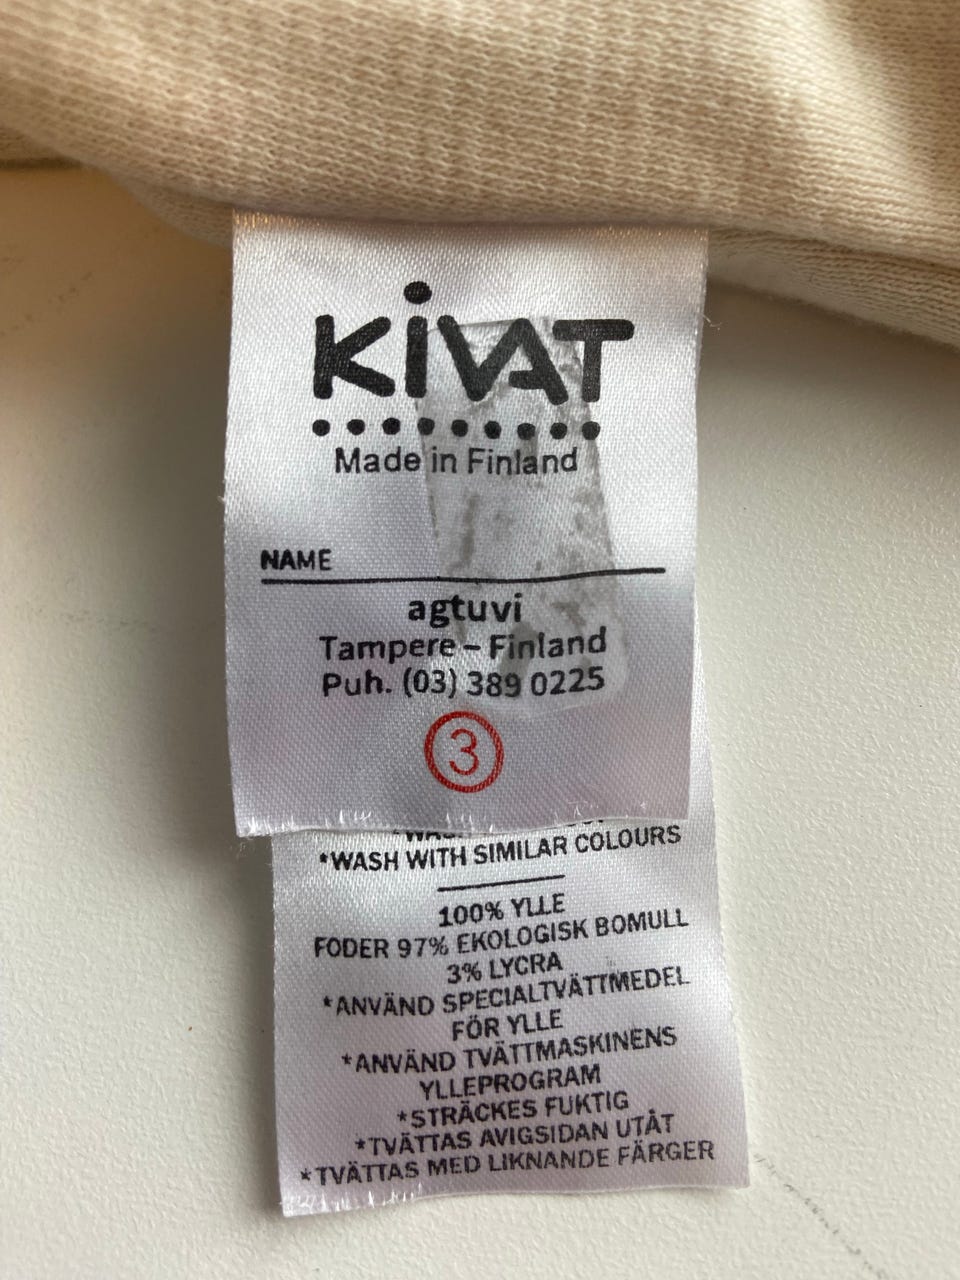 KiVAT
Made in Finland
NAME
agtuvi
Tampere – Finland
Puh. (03) 389 0225
3
*WASH WITH SIMILAR COLOURS
100% YLLE
FODER 97% EKOLOGISK BOMULL
3% LYCRA
*ANVÄND SPECIALTVÄTTMEDEL
FÖR YLLE
*ANVÄND TVÄTTMASKINENS
YLLEPROGRAM
*STRÄCKES FUKTIG
*TVÄTTAS AVIGSIDAN UTÅT
*TVÄTTAS MED LIKNANDE FÄRGER